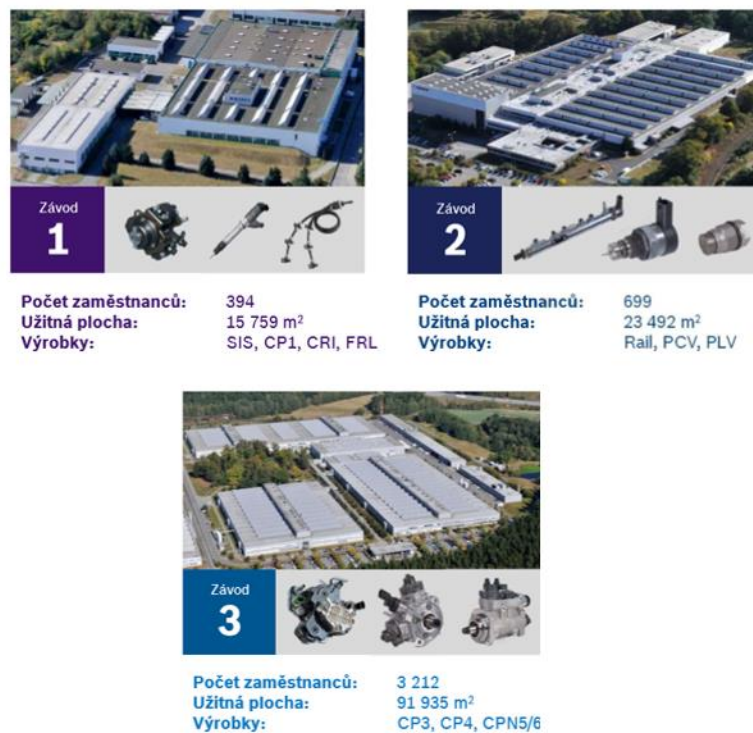 Závod
1
Počet zaměstnanců: 394
Užitná plocha: 15 759 m²
Výrobky: SIS, CP1, CRI, FRL
Závod
2
Počet zaměstnanců: 699
Užitná plocha: 23 492 m²
Výrobky: Rail, PCV, PLV
Závod
3
Počet zaměstnanců: 3 212
Užitná plocha: 91 935 m²
Výrobky: CP3, CP4, CPN5/6